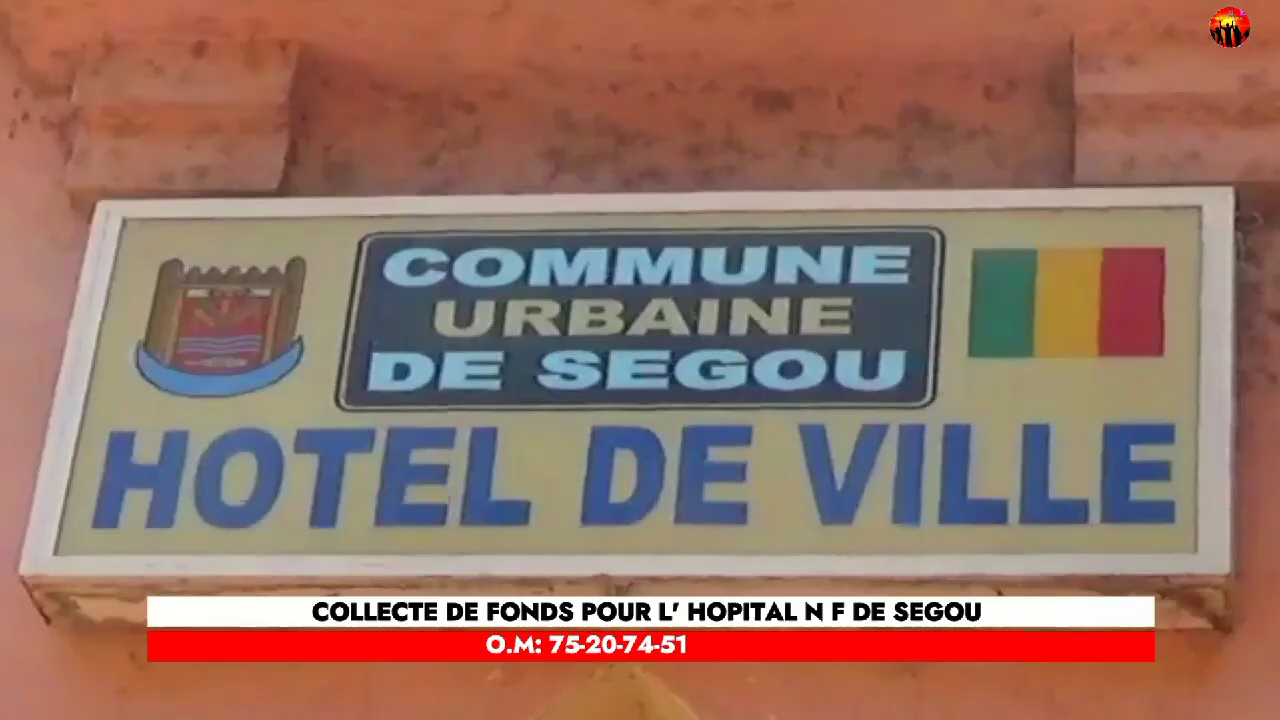 COMMUNE
URBAINE
DE SEGOU
HOTEL DE VILLE
COLLECTE DE FONDS POUR L' HOPITAL N F DE SEGOU
O.M: 75-20-74-51